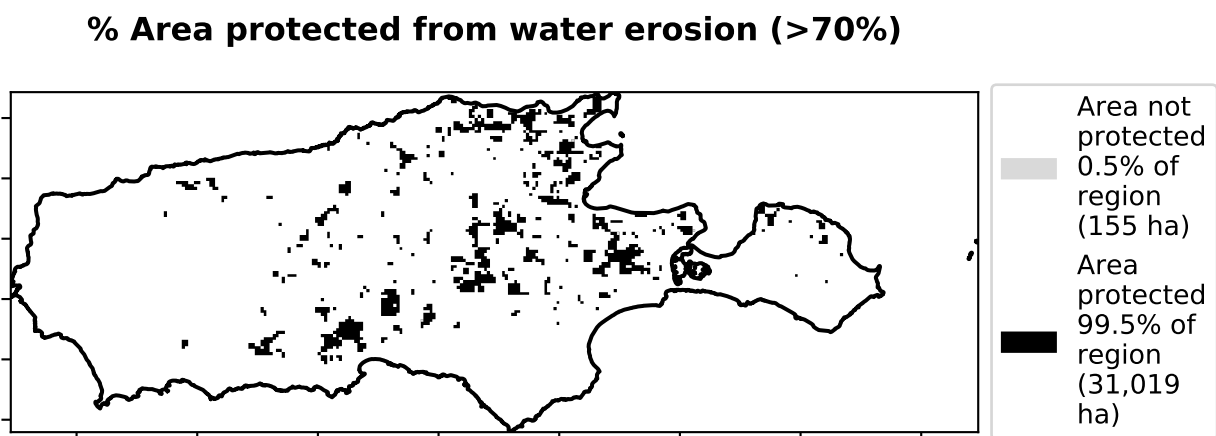 % Area protected from water erosion (>70%)
Area not
protected
0.5% of
region
(155 ha)
Area
protected
99.5% of
region
(31,019
ha)